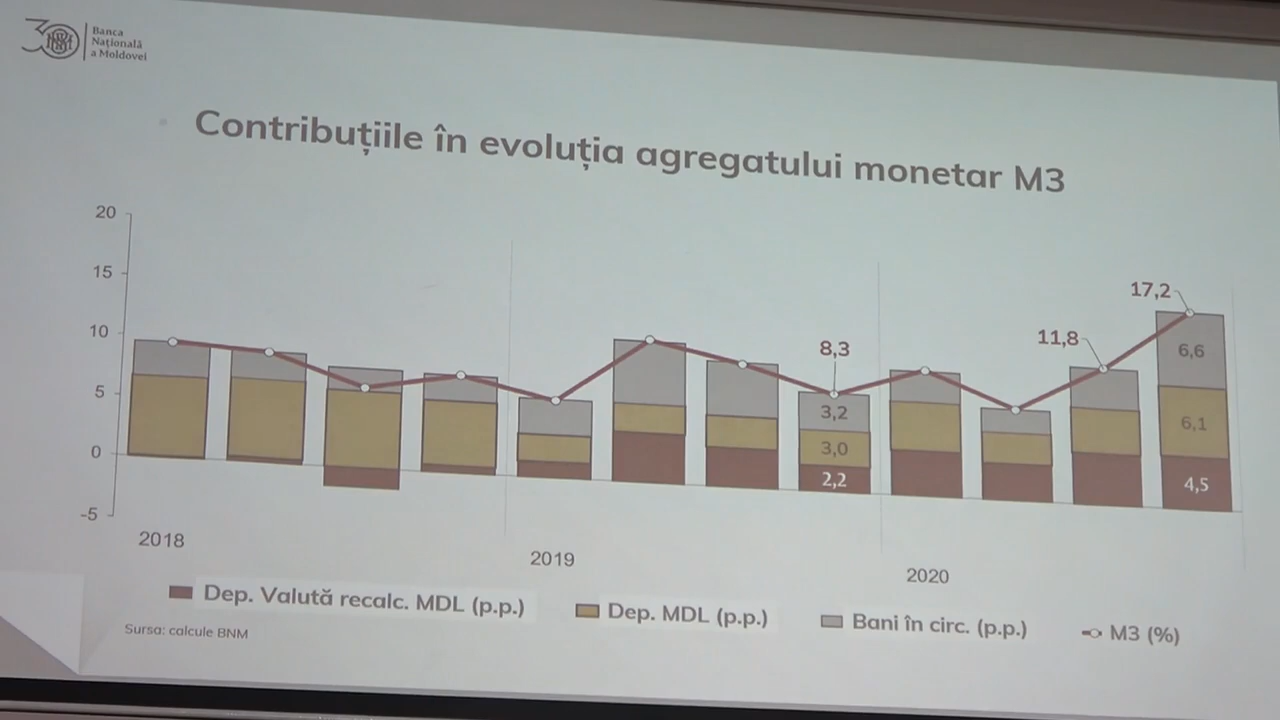 Banca
Națională
a Moldovei
Contribuțiile în evoluția agregatului monetar M3
20
15
10
5
0
-5
8,3
11,8
17,2
3,2
3,0
2,2
6,6
6,1
4,5
2018
2019
2020
Dep. Valută recalc. MDL (p.p.)
Dep. MDL (p.p.)
Bani în circ. (p.p.)
M3 (%)
Sursa: calcule BNM